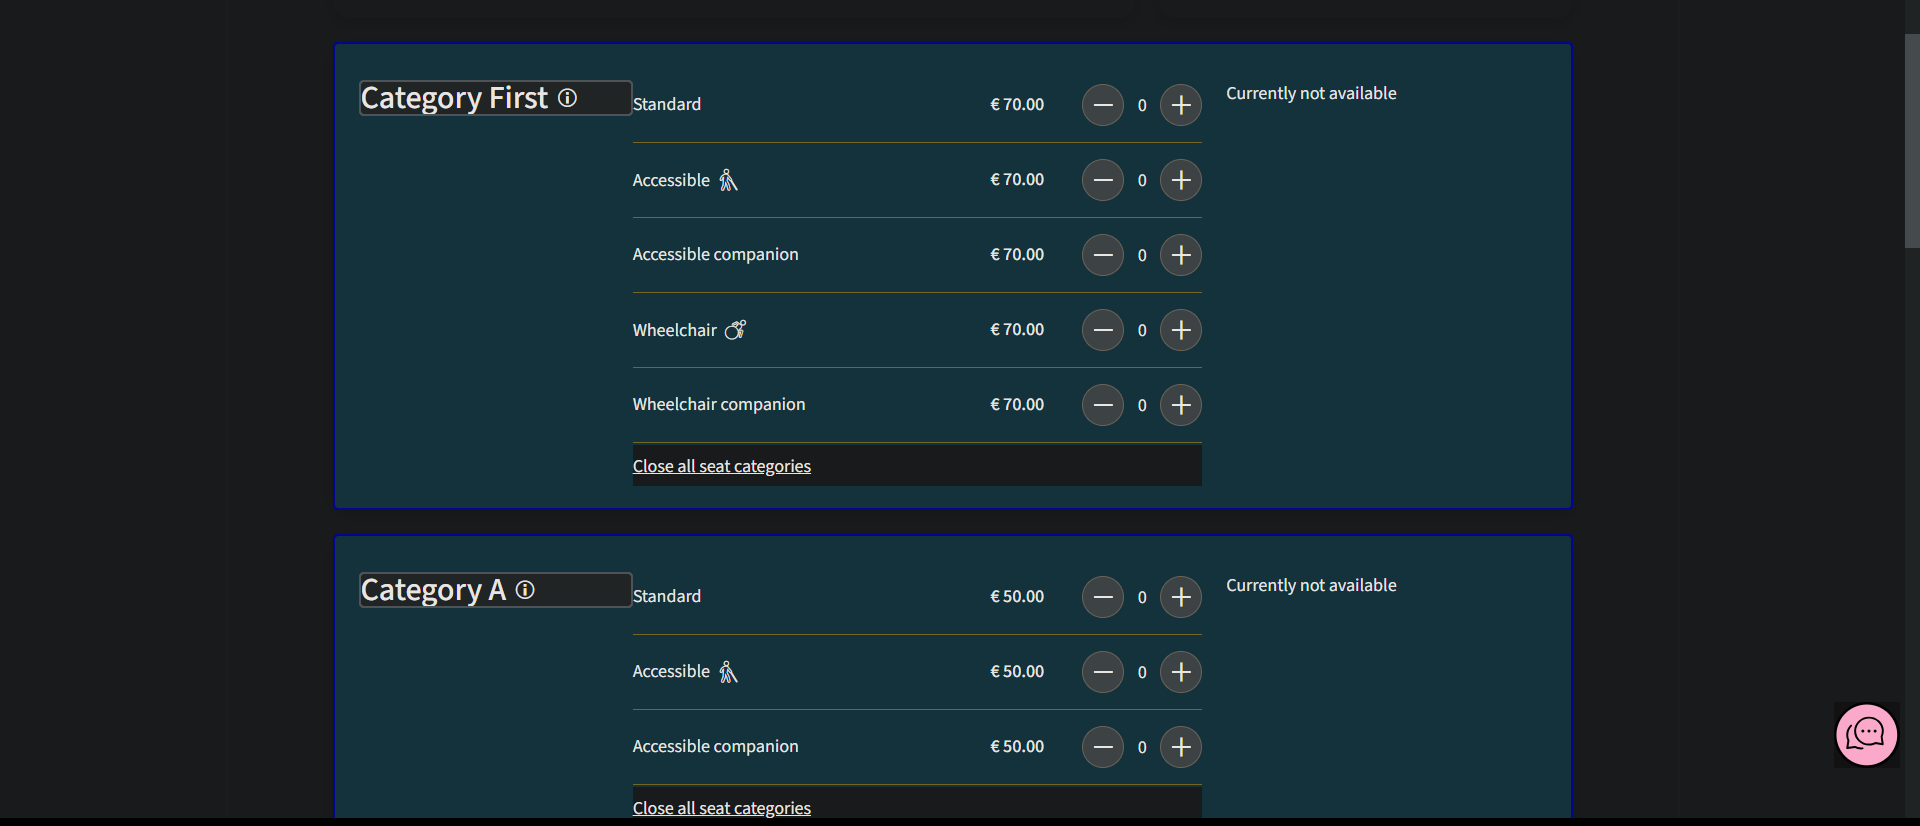 Category First
Standard € 70.00 0 Currently not available
Accessible € 70.00 0
Accessible companion € 70.00 0
Wheelchair € 70.00 0
Wheelchair companion € 70.00 0
Close all seat categories
Category A
Standard € 50.00 0 Currently not available
Accessible € 50.00 0
Accessible companion € 50.00 0
Close all seat categories